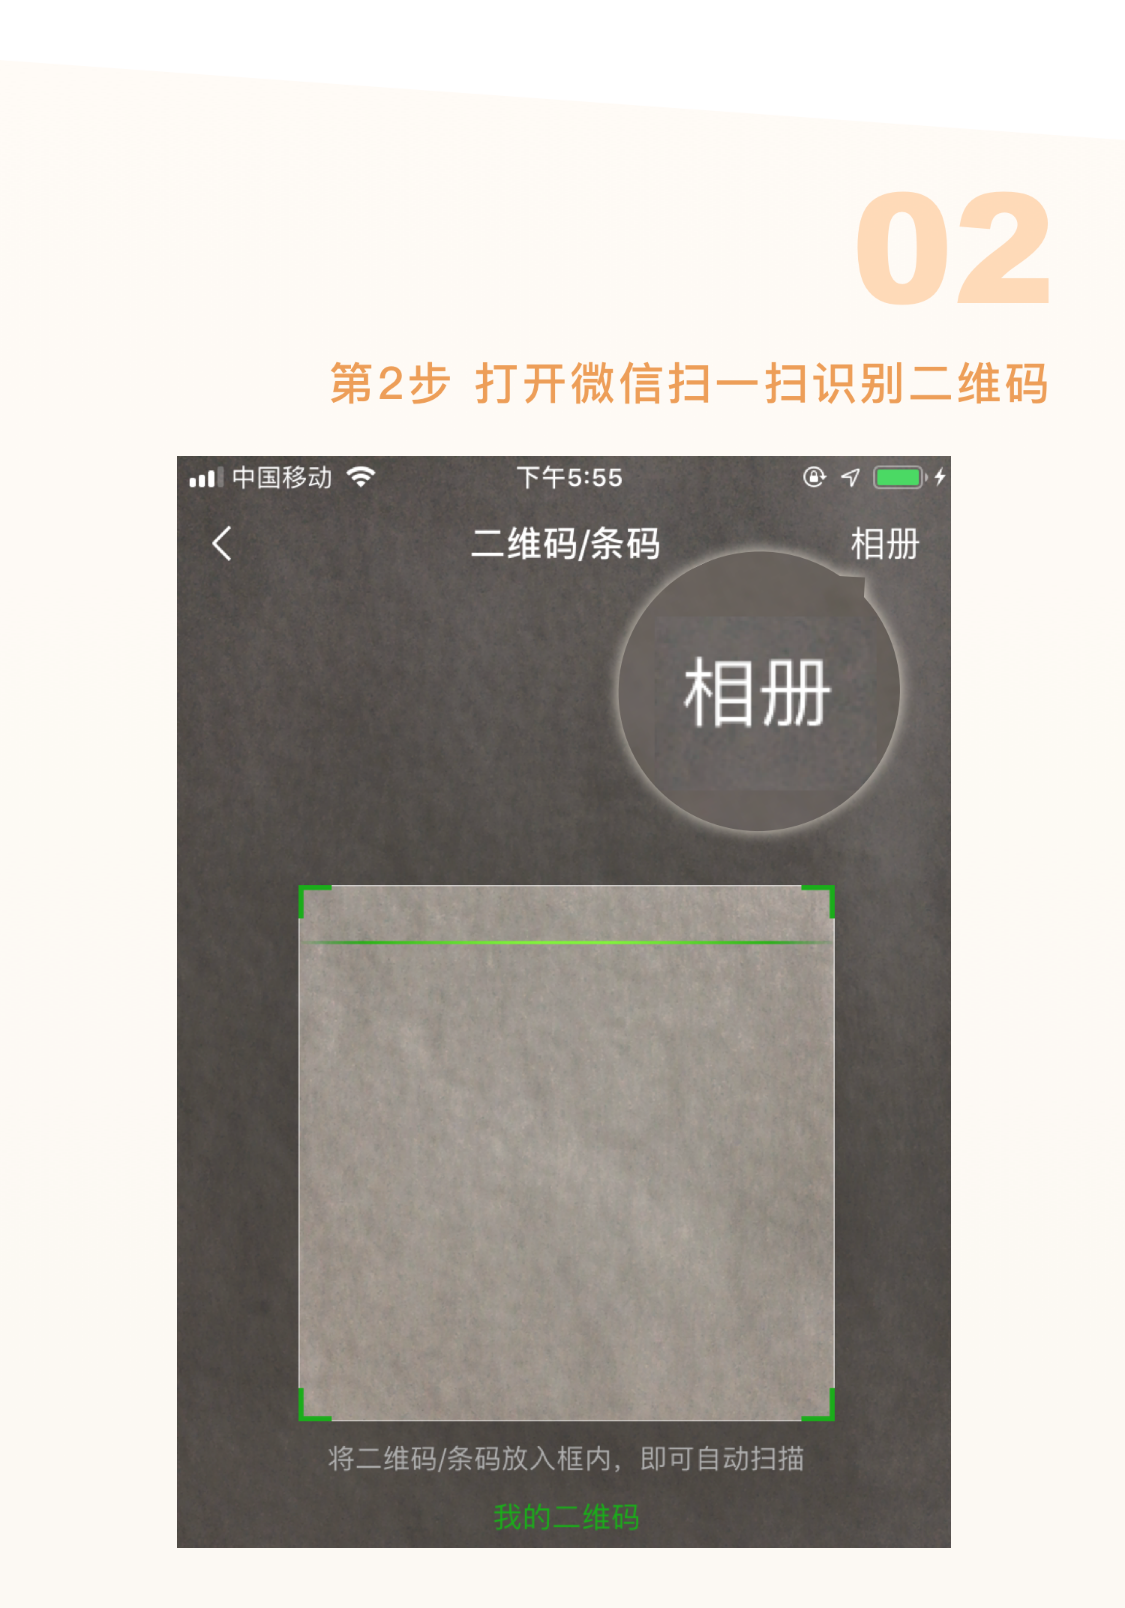 02
第2步 打开微信扫一扫识别二维码
中国移动 下午5:55
二维码/条码 相册
相册
将二维码/条码放入框内，即可自动扫描
我的二维码